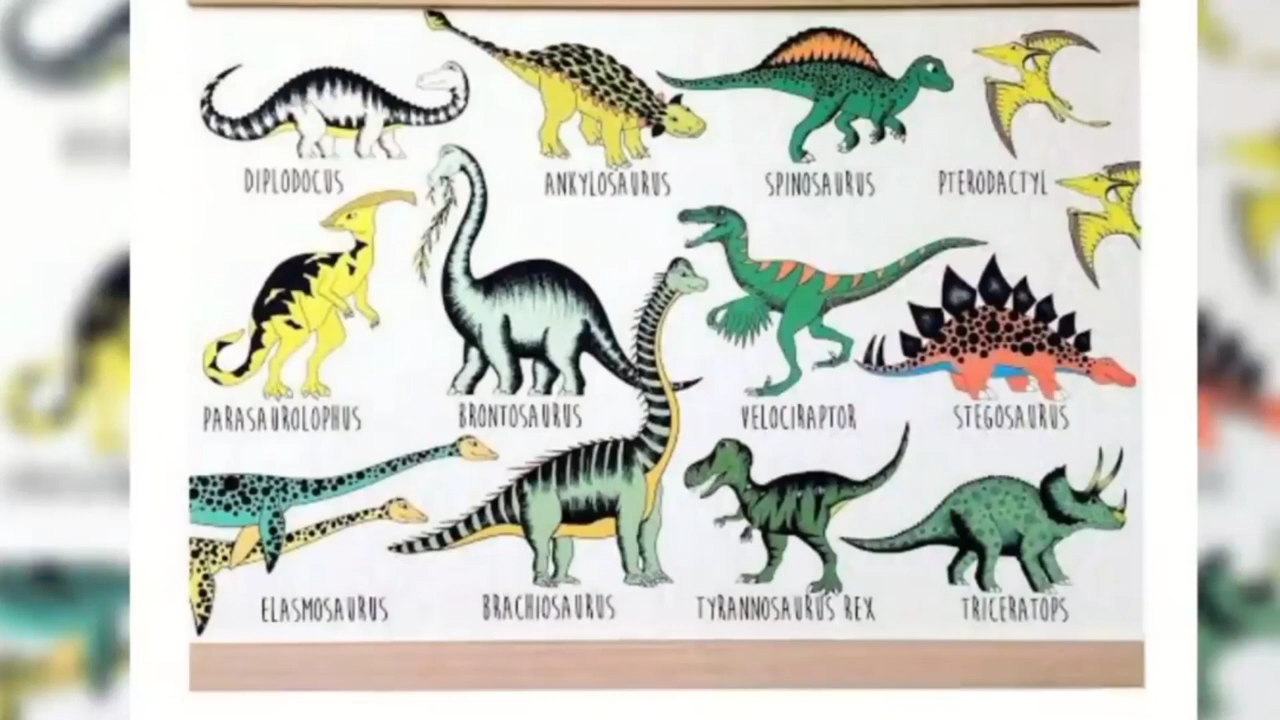 DIPLODOCUS ANKYLOSAURUS SPINOSAURUS PTERODACTYL
PARASAUROLOPHUS BRONTOSAURUS VELOCIRAPTOR STEGOSAURUS
ELASMOSAURUS BRACHIOSAURUS TYRANNOSAURUS REX TRICERATOPS